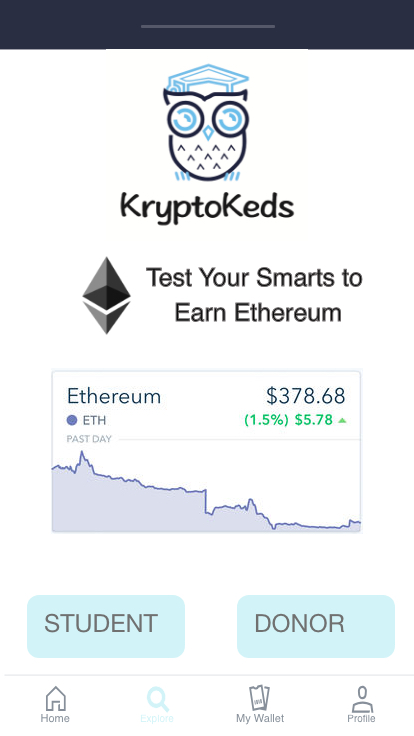 KryptoKeds
Test Your Smarts to
Earn Ethereum
Ethereum $378.68
ETH (1.5%) $5.78
PAST DAY
STUDENT DONOR
Home Explore My Wallet Profile